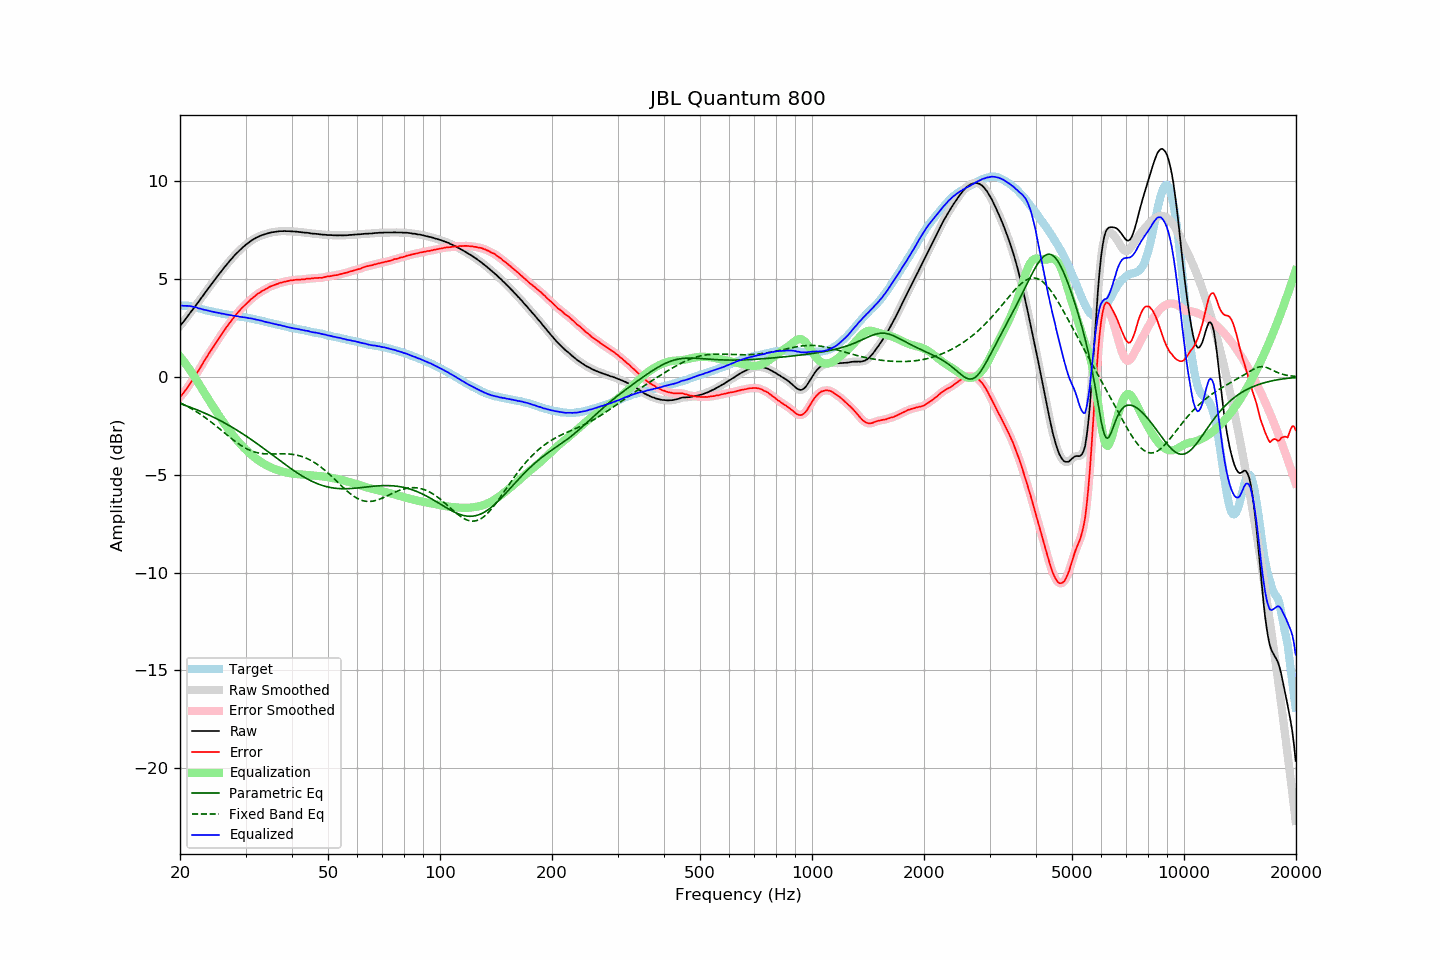 JBL Quantum 800
Amplitude (dBr)
10
5
0
−5
−10
−15
−20
Target
Raw Smoothed
Error Smoothed
Raw
Error
Equalization
Parametric Eq
Fixed Band Eq
Equalized
20 50 100 200 500 1000 2000 5000 10000 20000
Frequency (Hz)